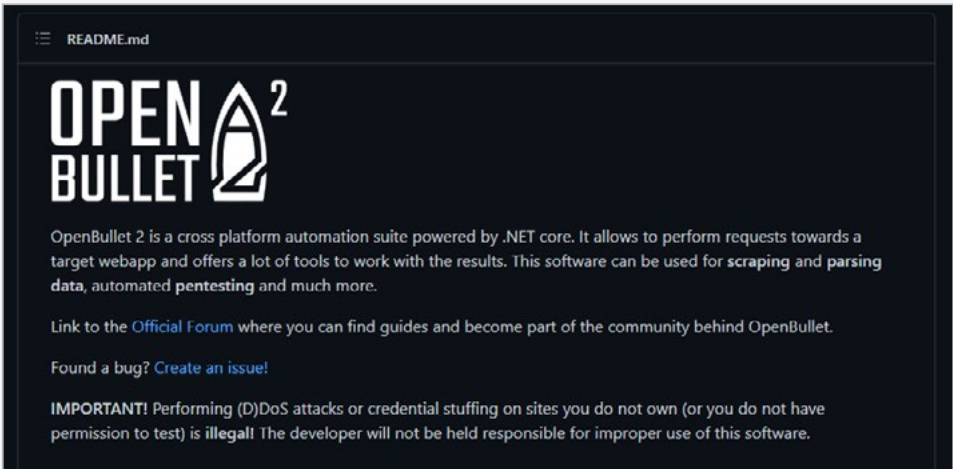 README.md
OPEN 2
BULLET
OpenBullet 2 is a cross platform automation suite powered by .NET core. It allows to perform requests towards a
target webapp and offers a lot of tools to work with the results. This software can be used for scraping and parsing
data, automated pentesting and much more.
Link to the Official Forum where you can find guides and become part of the community behind OpenBullet.
Found a bug? Create an issue!
IMPORTANT! Performing (D)DoS attacks or credential stuffing on sites you do not own (or you do not have
permission to test) is illegal! The developer will not be held responsible for improper use of this software.